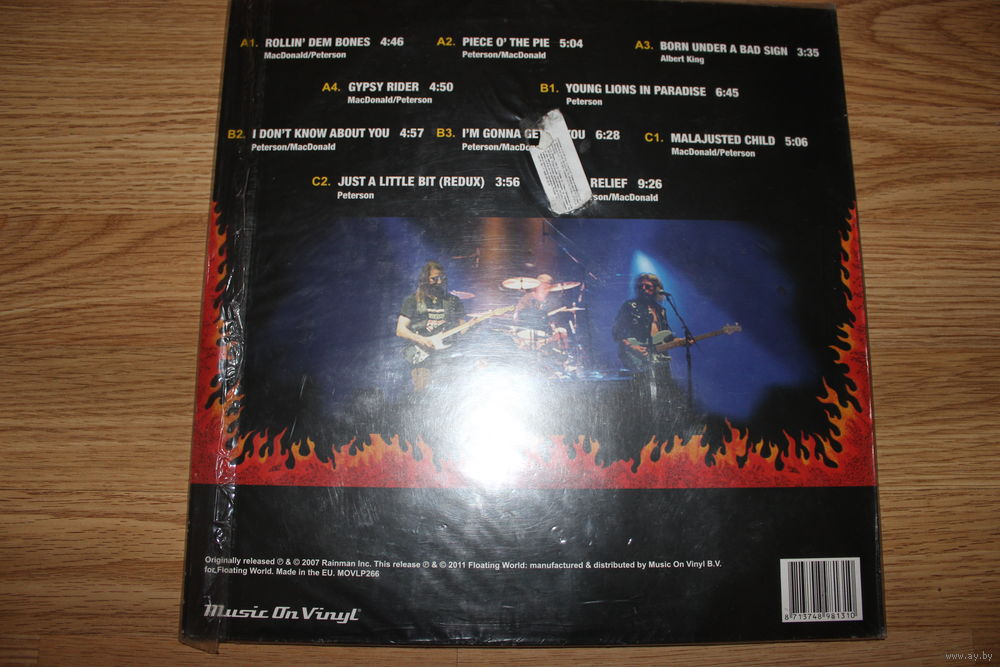 A1. ROLLIN' DEM BONES 4:46
MacDonald/Peterson
A2. PIECE O' THE PIE 5:04
Peterson/MacDonald
A3. BORN UNDER A BAD SIGN 3:35
Albert King
A4. GYPSY RIDER 4:50
MacDonald/Peterson
B1. YOUNG LIONS IN PARADISE 6:45
Peterson
B2. I DON'T KNOW ABOUT YOU 4:57
Peterson/MacDonald
B3. I'M GONNA YOU 6:28
C1. MALAJUSTED CHILD 5:06
MacDonald/Peterson
C2. JUST A LITTLE BIT (REDUX) 3:56
Peterson
RELIEF 9:26
Originally released ℗ & © 2007 Rainman Inc. This release ℗ & © 2011 Floating World: manufactured & distributed by Music On Vinyl B.V.
for Floating World. Made in the EU. MOVLP266
Music On Vinyl
8 713748 981310
www.ay.by